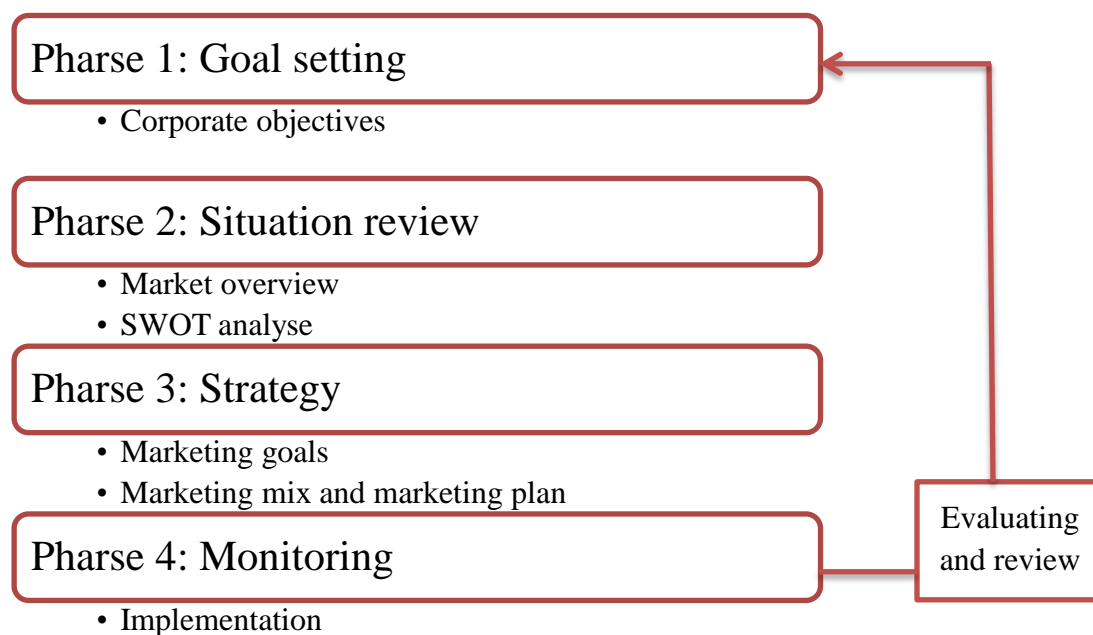 Pharse 1: Goal setting
• Corporate objectives
Pharse 2: Situation review
• Market overview
• SWOT analyse
Pharse 3: Strategy
• Marketing goals
• Marketing mix and marketing plan
Pharse 4: Monitoring
• Implementation
Evaluating
and review